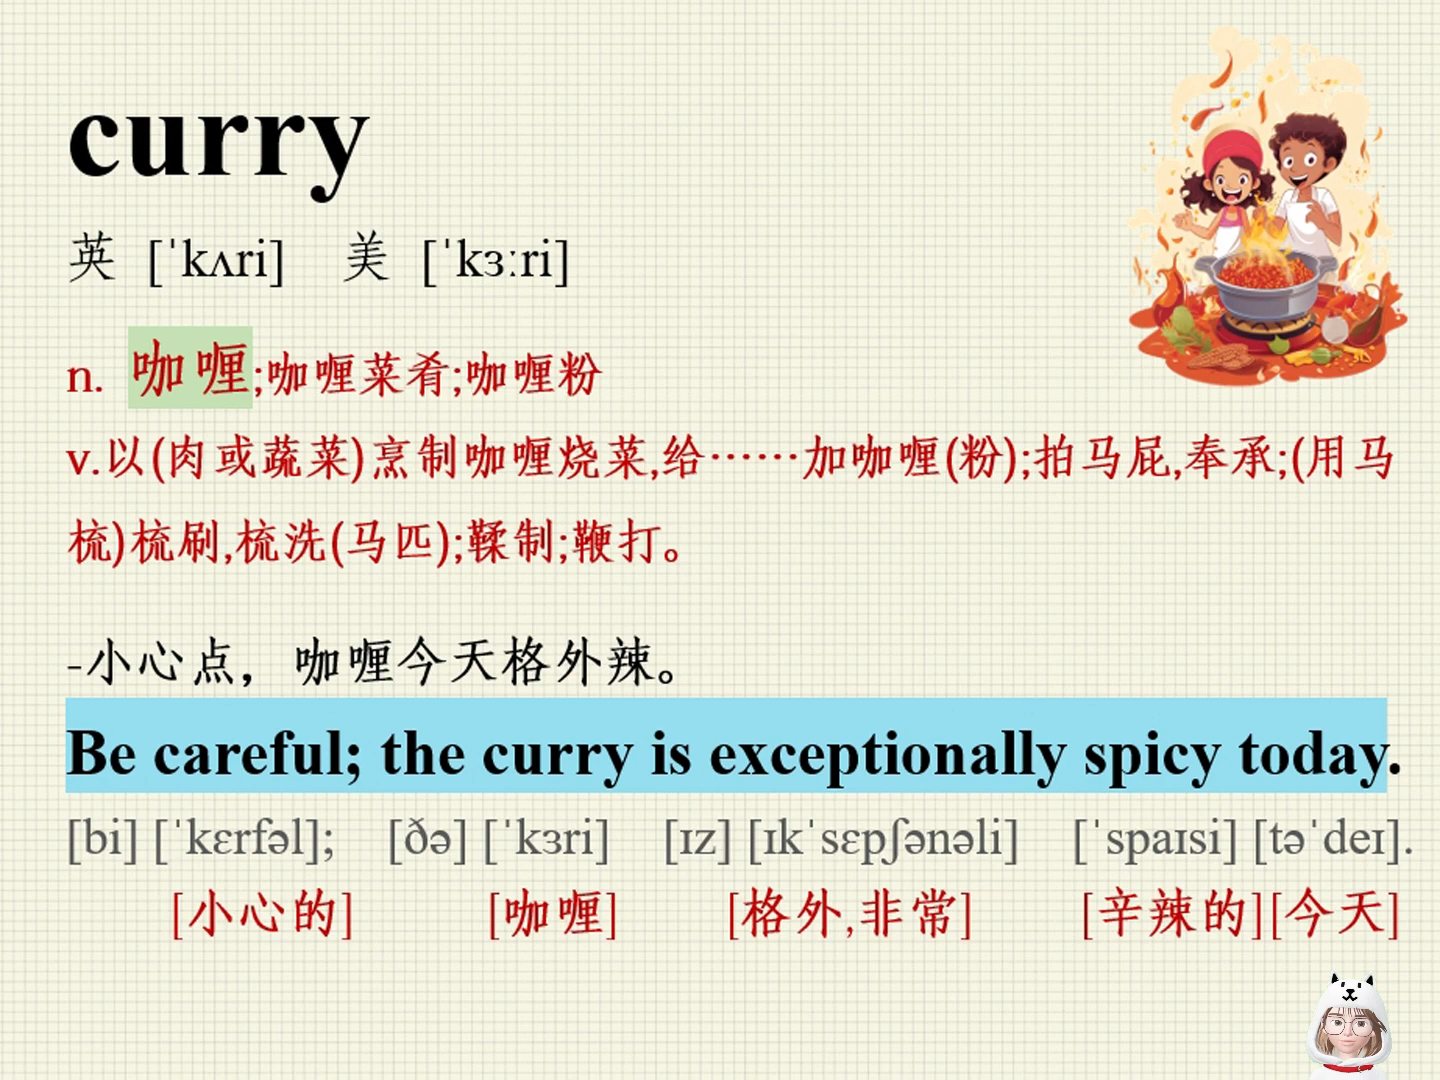 curry
英 [ˈkʌri] 美 [ˈkɜːri]
n. 咖喱;咖喱菜肴;咖喱粉
v.以(肉或蔬菜)烹制咖喱烧菜,给……加咖喱(粉);拍马屁,奉承;(用马
梳)梳刷,梳洗(马匹);鞣制;鞭打。
-小心点，咖喱今天格外辣。
Be careful; the curry is exceptionally spicy today.
[bi] [ˈkɛrfəl]; [ðə] [ˈkɜri] [ɪz] [ɪkˈsɛpʃənəli] [ˈspaɪsi] [təˈdeɪ].
[小心的] [咖喱] [格外,非常] [辛辣的][今天]